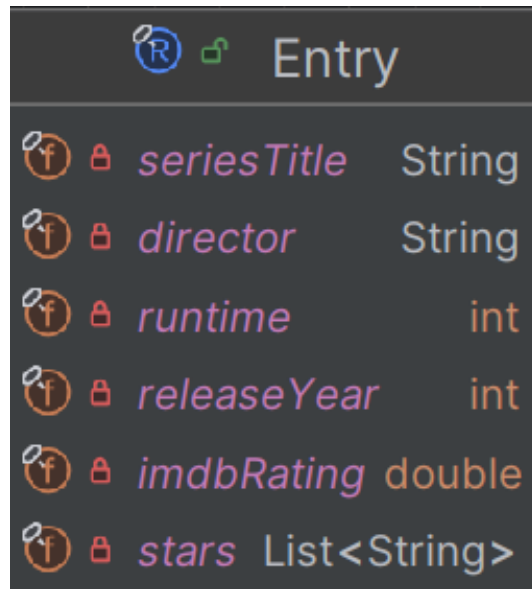 R Entry
f seriesTitle String
f director String
f runtime int
f releaseYear int
f imdbRating double
f stars List<String>